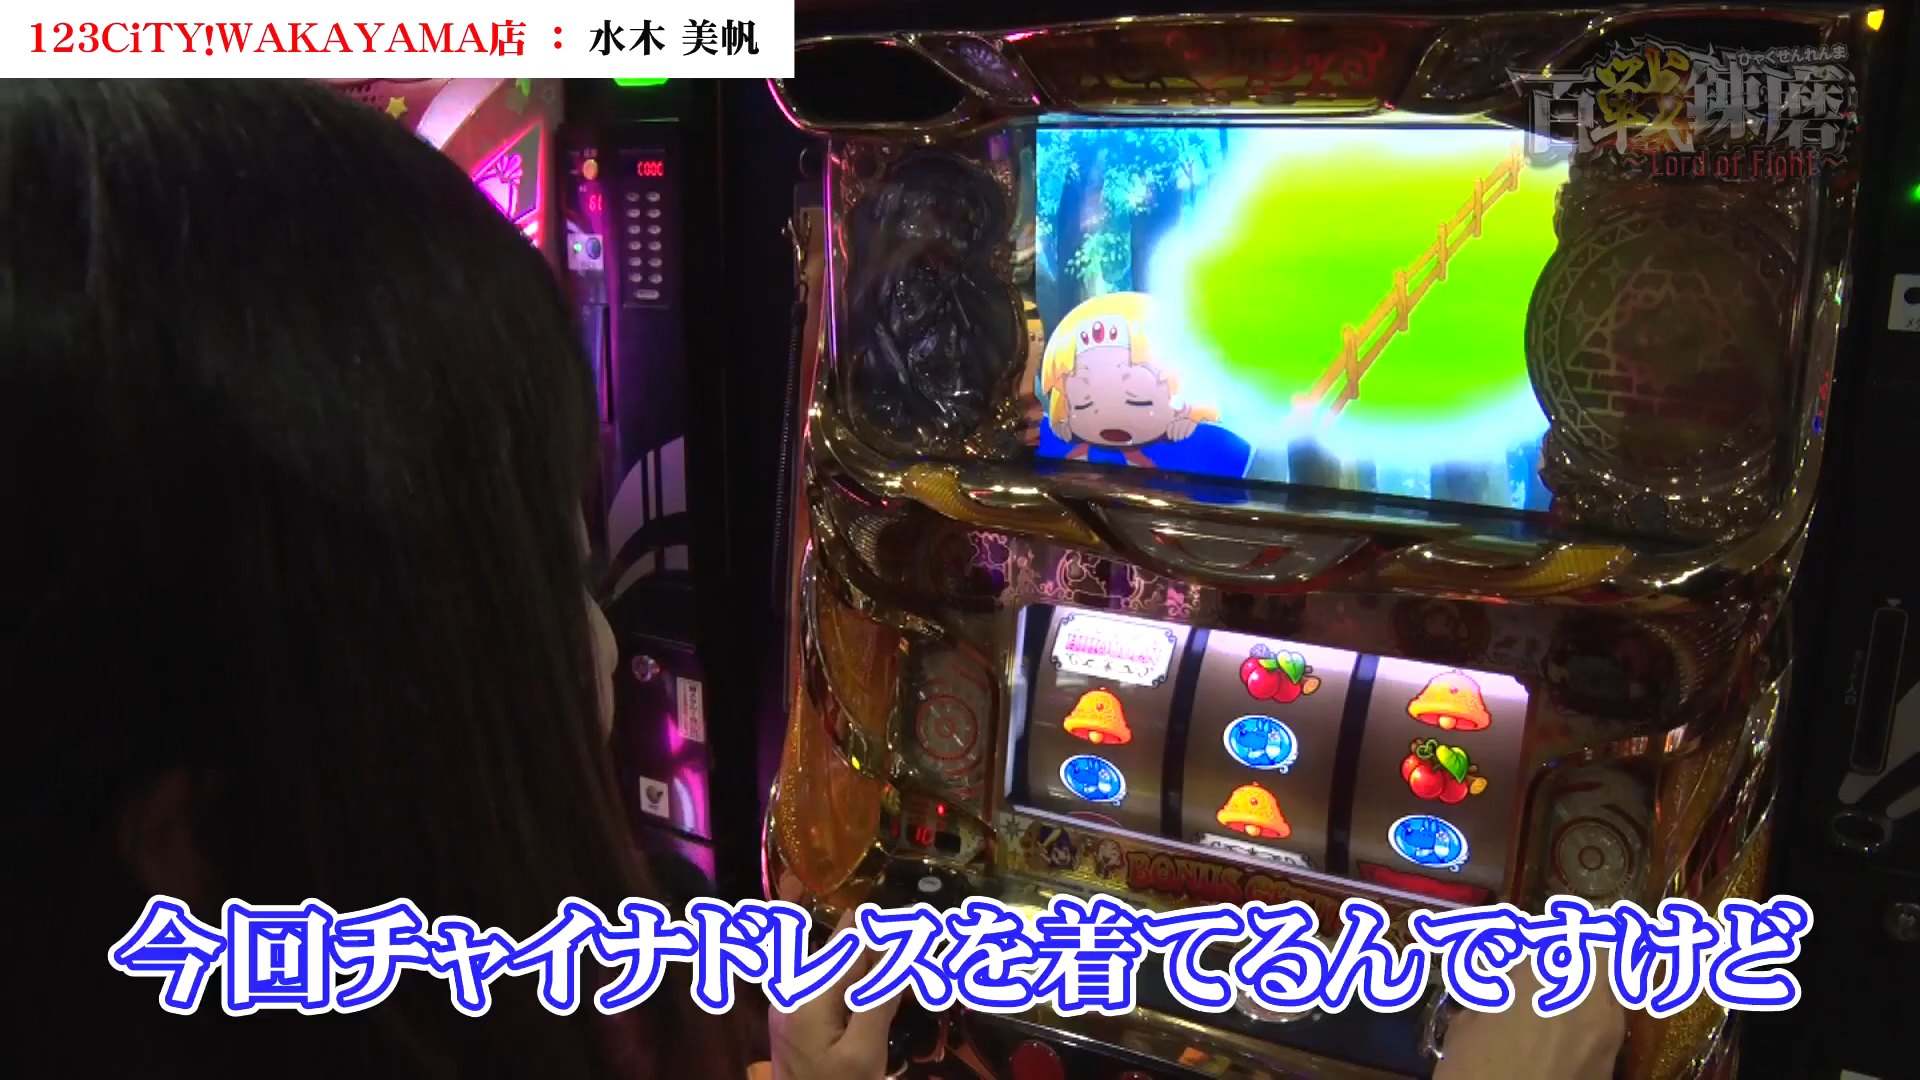 123CiTY!WAKAYAMA店 : 水木 美帆
ひゃくせんれんま
百戦錬磨
~Lord of Fight~
BONUS
今回チャイナドレスを着てるんですけど